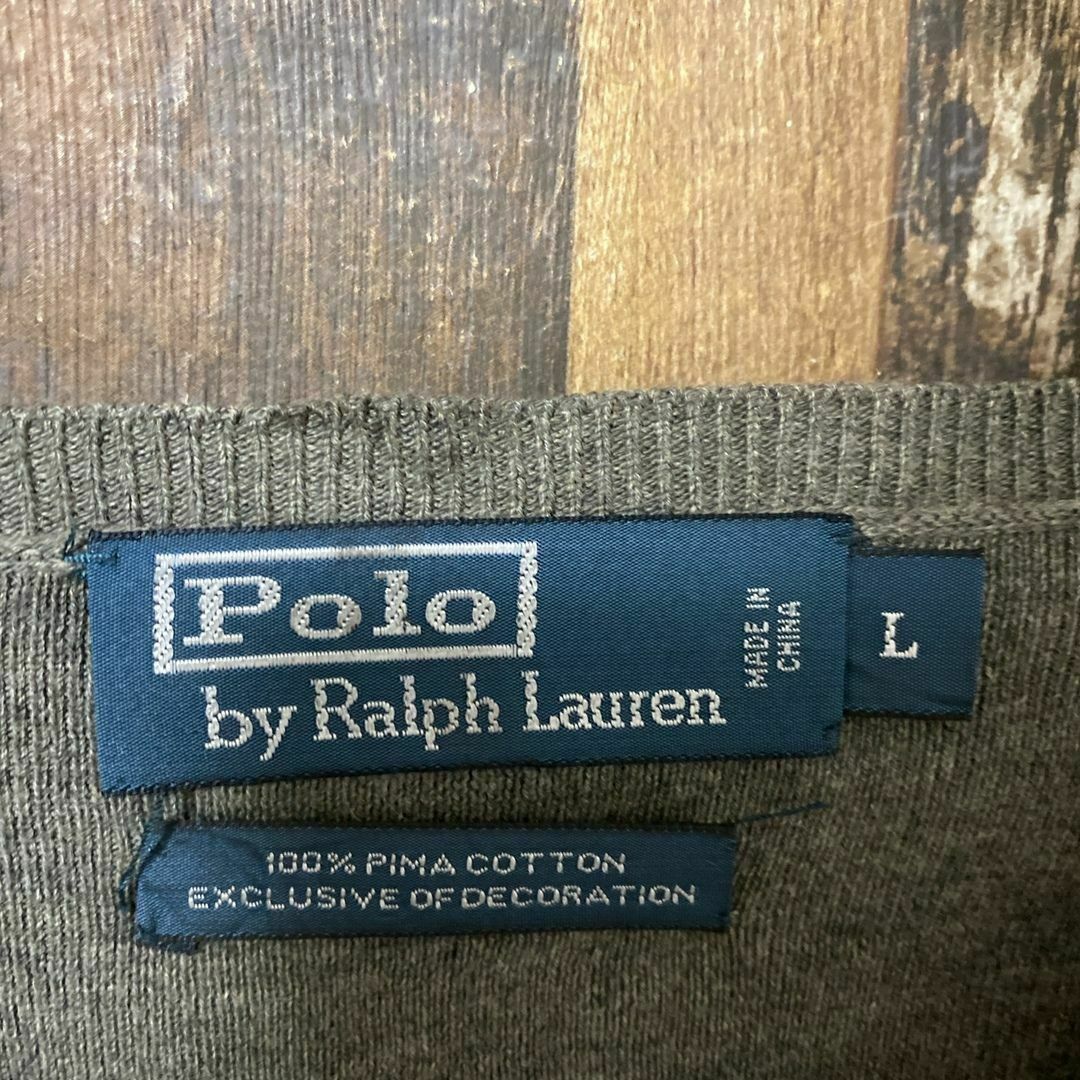 Polo
by Ralph Lauren
MADE IN
CHINA
L
100% PIMA COTTON
EXCLUSIVE OF DECORATION